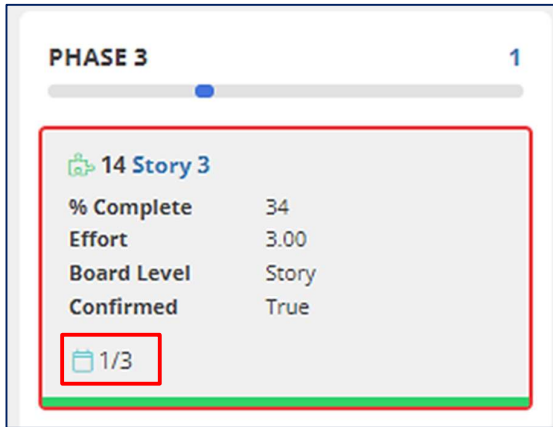 PHASE 3 1
14 Story 3
% Complete 34
Effort 3.00
Board Level Story
Confirmed True
1/3